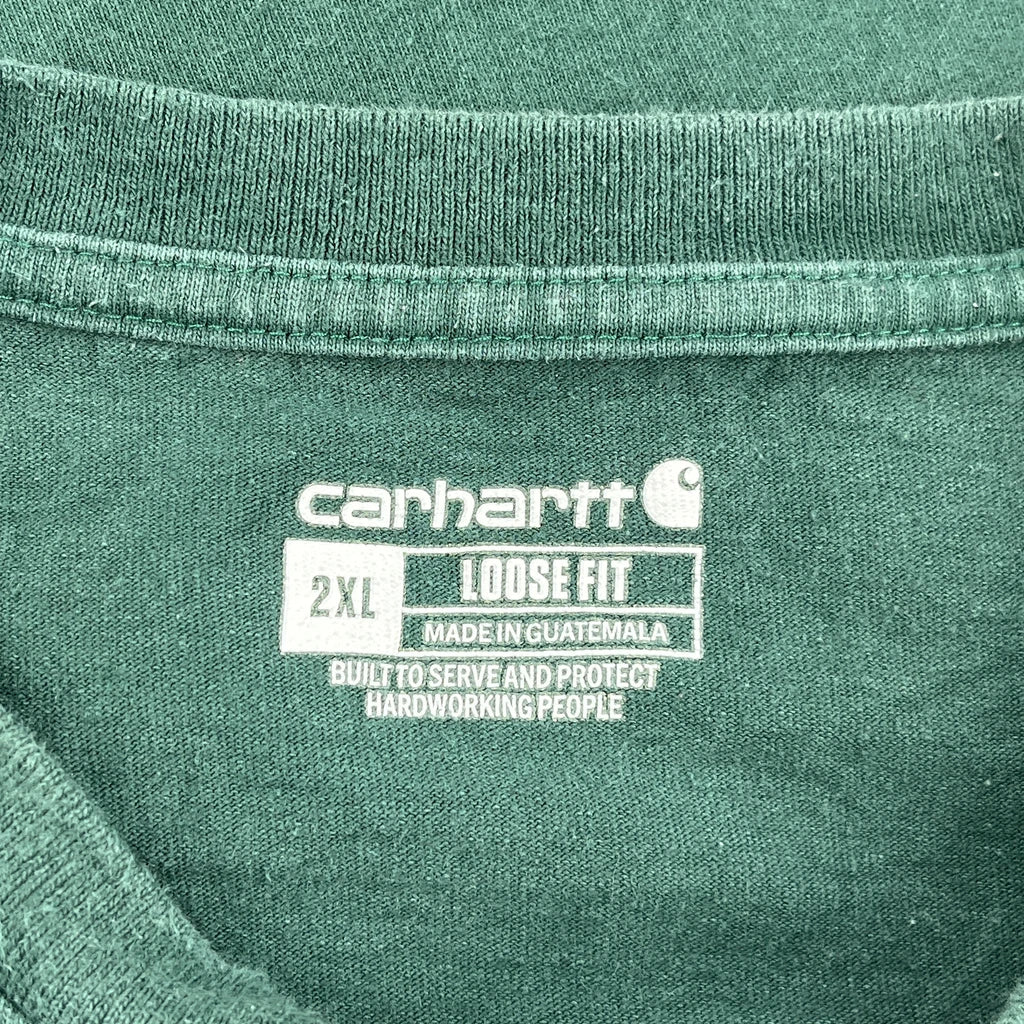 carhartt
2XL
LOOSE FIT
MADE IN GUATEMALA
BUILT TO SERVE AND PROTECT
HARDWORKING PEOPLE